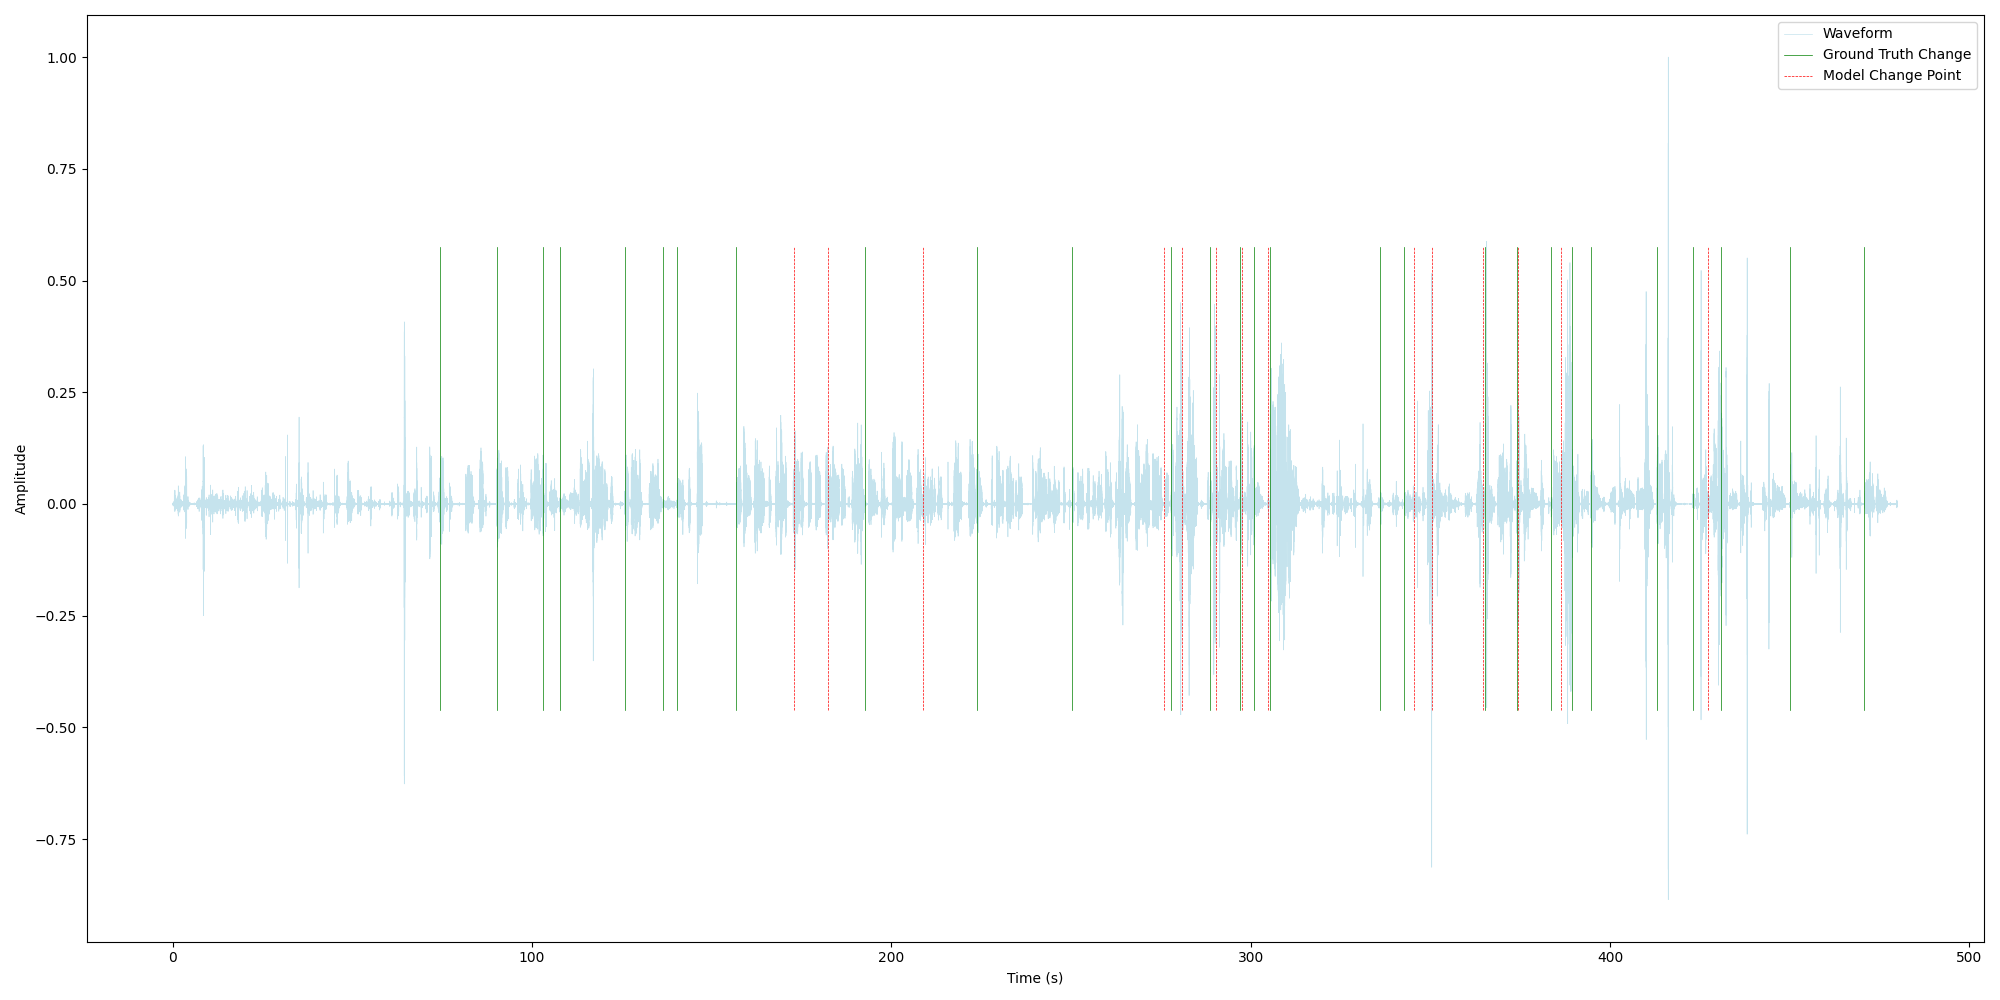 Waveform
Ground Truth Change
Model Change Point
1.00
0.75
0.50
0.25
0.00
−0.25
−0.50
−0.75
Amplitude
0 100 200 300 400 500
Time (s)